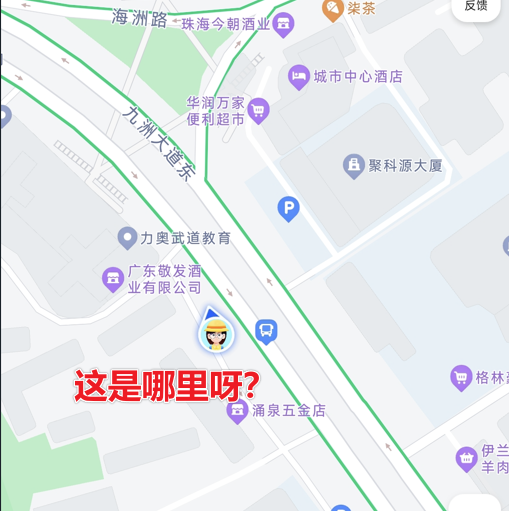 反馈
柒茶
海洲路
珠海今朝酒业
城市中心酒店
华润万家
便利超市
九洲大道东
聚科源大厦
P
力奥武道教育
广东敬发酒
业有限公司
这是哪里呀?
格林
涌泉五金店
伊兰
羊肉